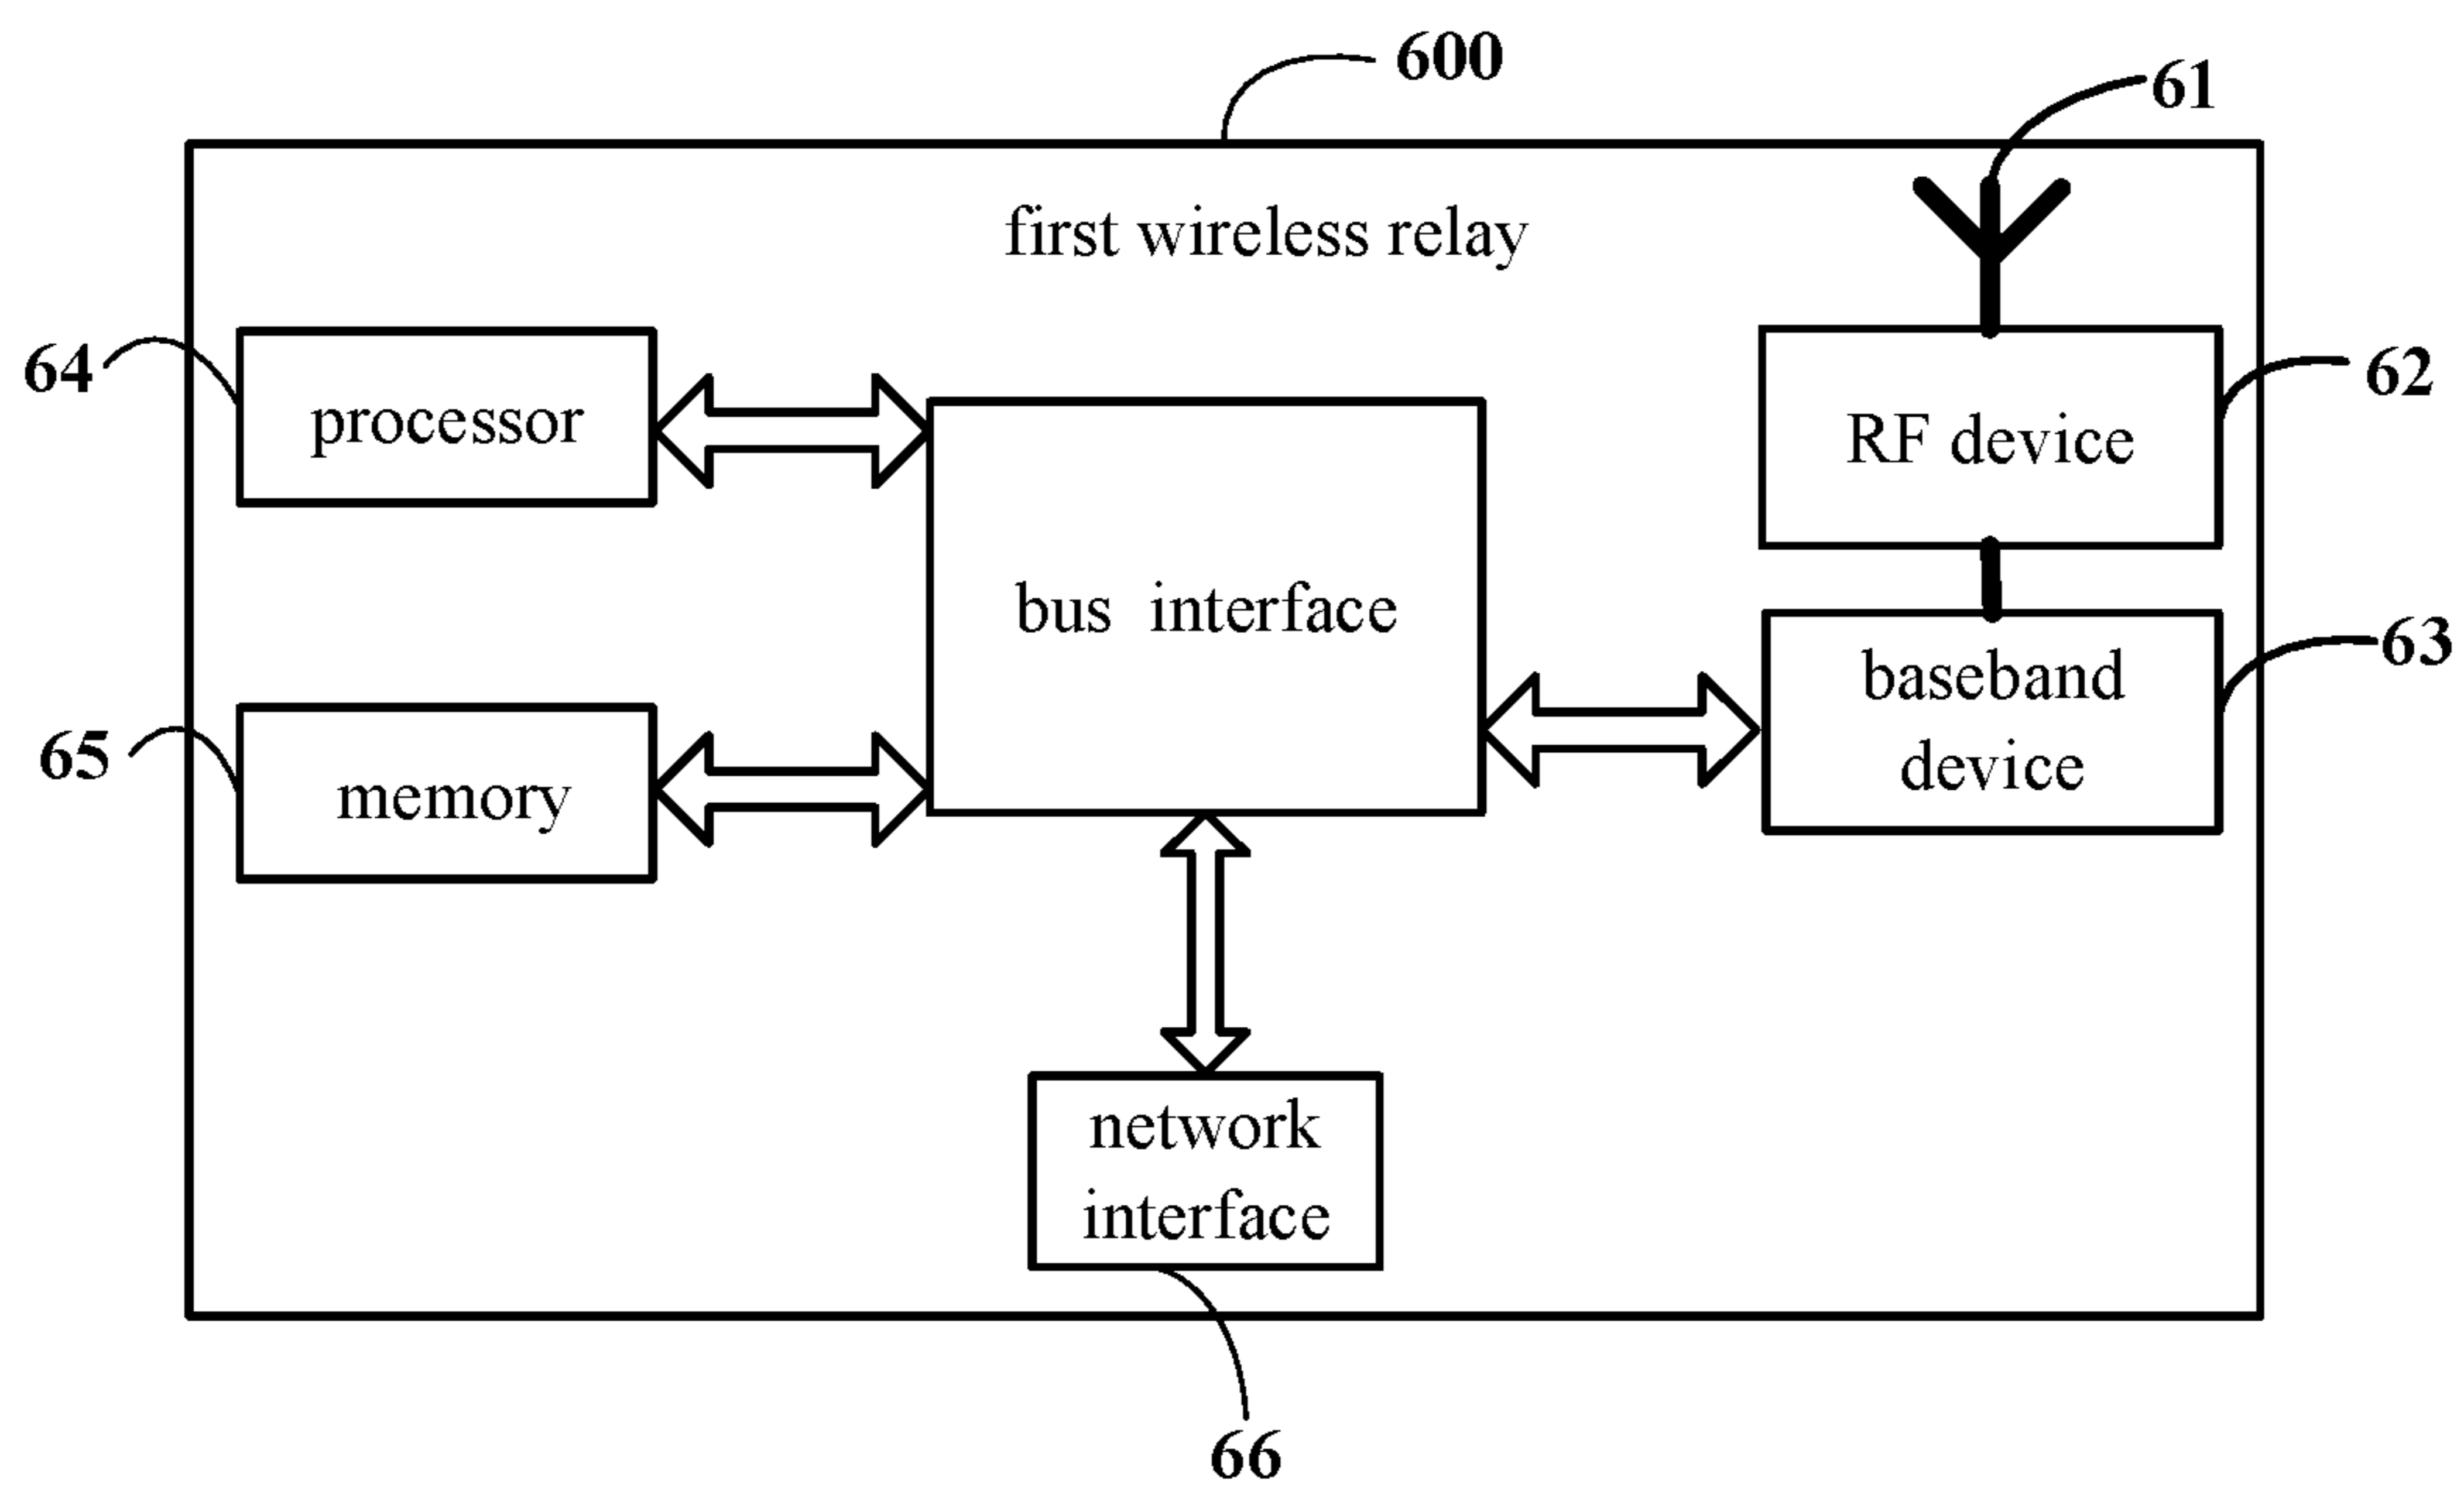 600
61
first wireless relay
64
processor
62
RF device
bus interface
63
baseband
device
65
memory
network
interface
66